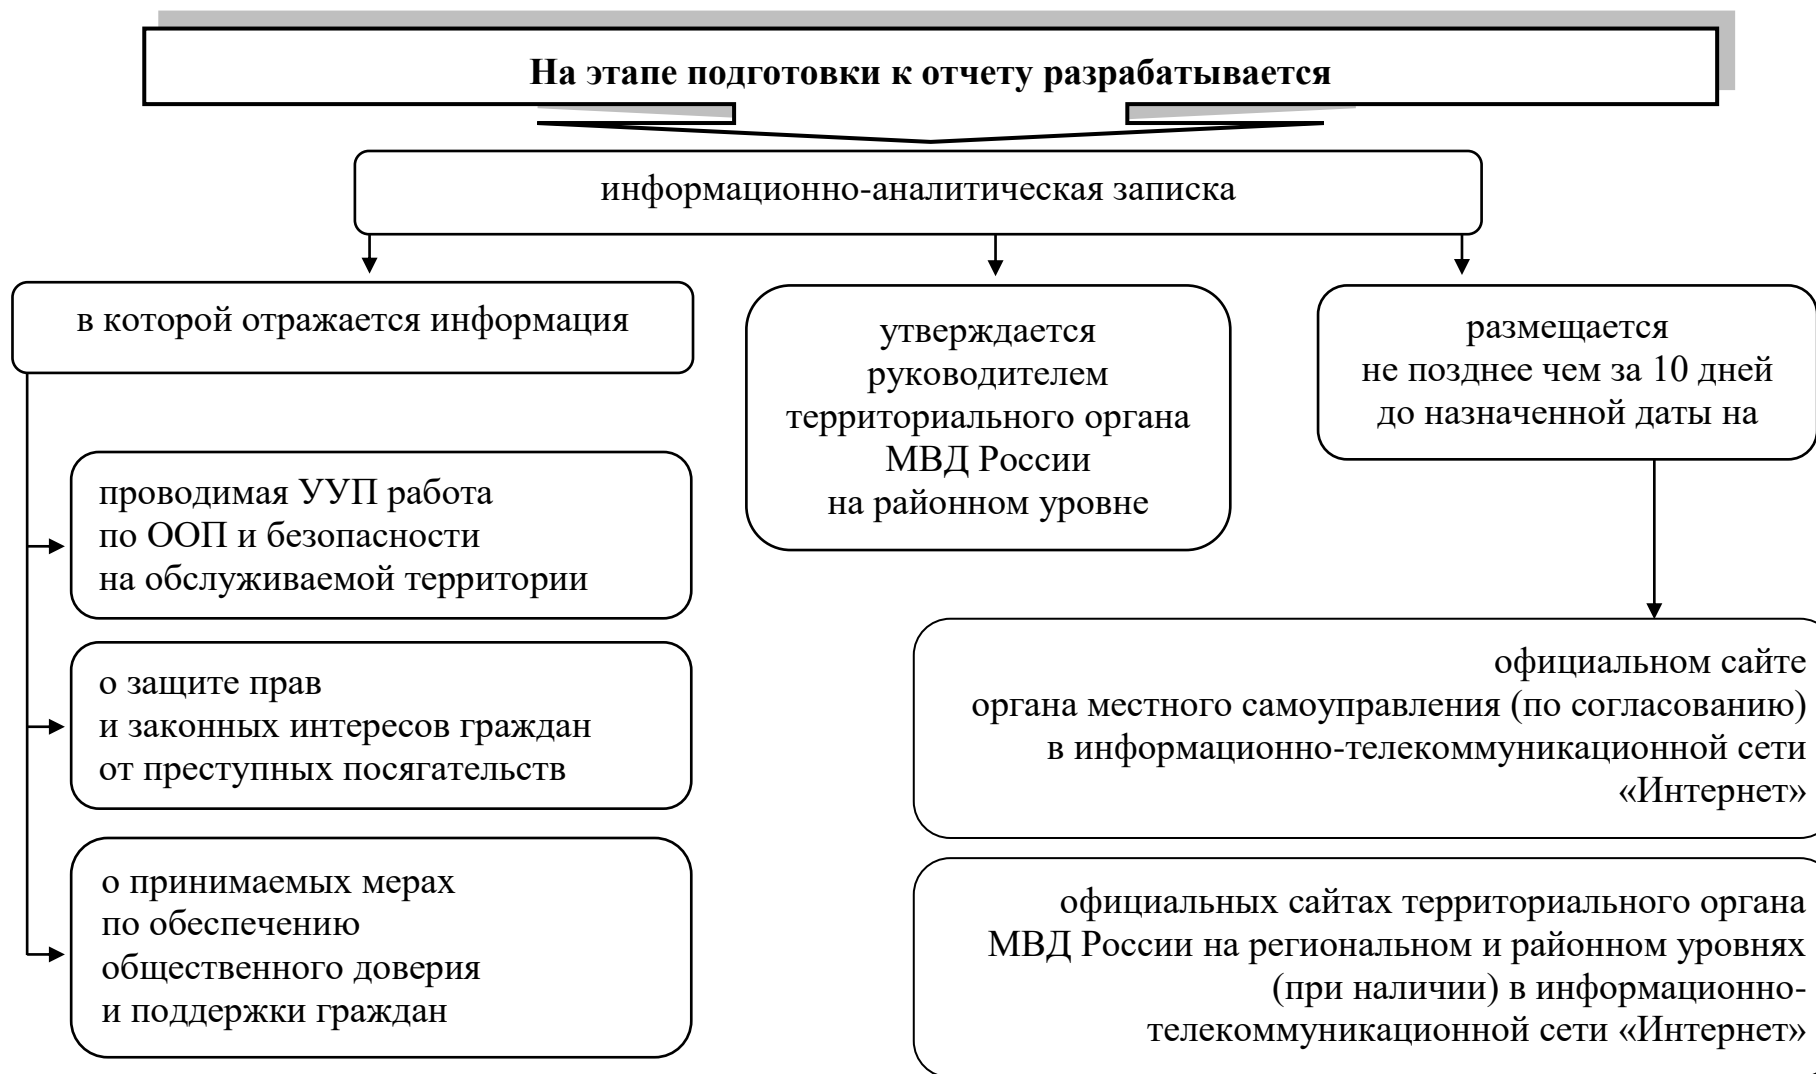 На этапе подготовки к отчету разрабатывается
информационно-аналитическая записка
в которой отражается информация
проводимая УУП работа
по ООП и безопасности
на обслуживаемой территории
о защите прав
и законных интересов граждан
от преступных посягательств
о принимаемых мерах
по обеспечению
общественного доверия
и поддержки граждан
утверждается
руководителем
территориального органа
МВД России
на районном уровне
размещается
не позднее чем за 10 дней
до назначенной даты на
официальном сайте
органа местного самоуправления (по согласованию)
в информационно-телекоммуникационной сети
«Интернет»
официальных сайтах территориального органа
МВД России на региональном и районном уровнях
(при наличии) в информационно-
телекоммуникационной сети «Интернет»